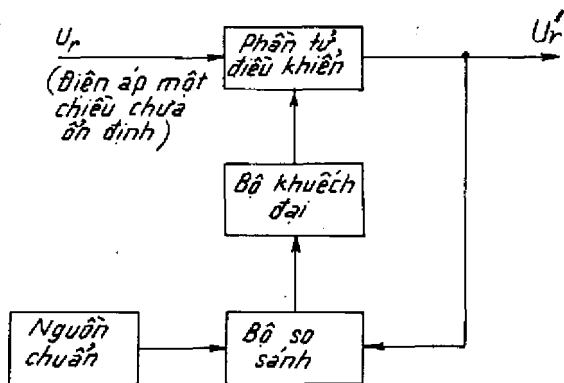 Ur
(Điện áp một
chiều chưa
ổn định)
Phần tử
điều khiển
Ur'
Bộ khuếch
đại
Nguồn
chuẩn
Bộ so
sánh